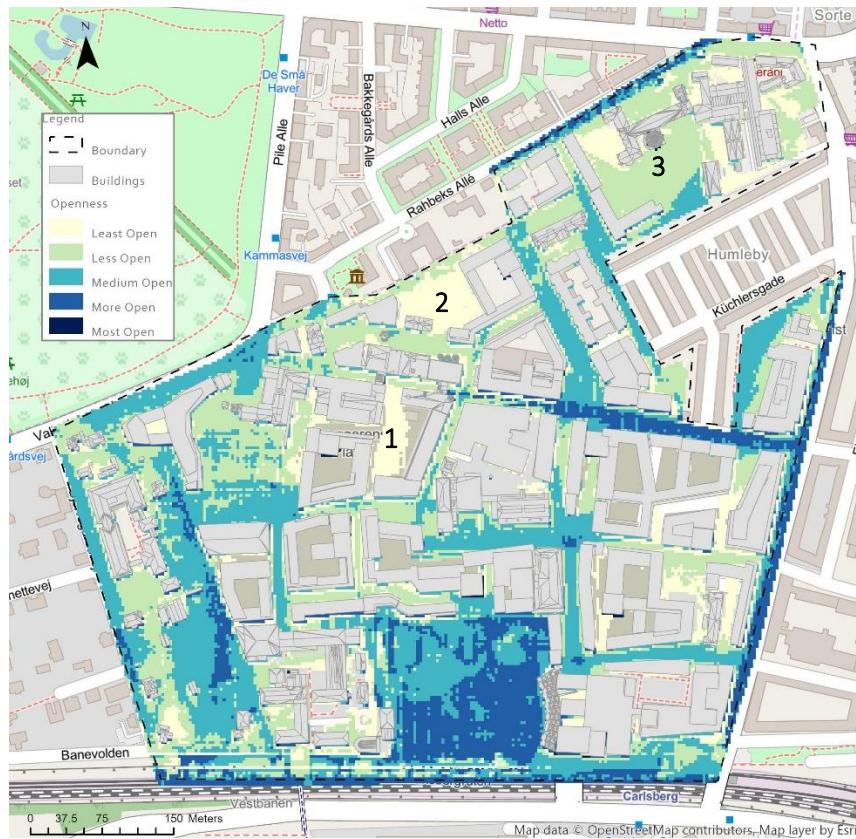 Netto
Sorte
N
De Små
Haver
Bakkegårds Alle
Halls Alle
Pile Alle
Legend
Boundary
Buildings
Openness
Least Open
Less Open
Medium Open
More Open
Most Open
3
Rahbeks Allé
Humleby
Kammasvej
Küchlersgade
2
1
Banevolden
0 37.5 75 150 Meters
Vestbanen
Carlsberg
Map data © OpenStreetMap contributors, Map layer by Esri